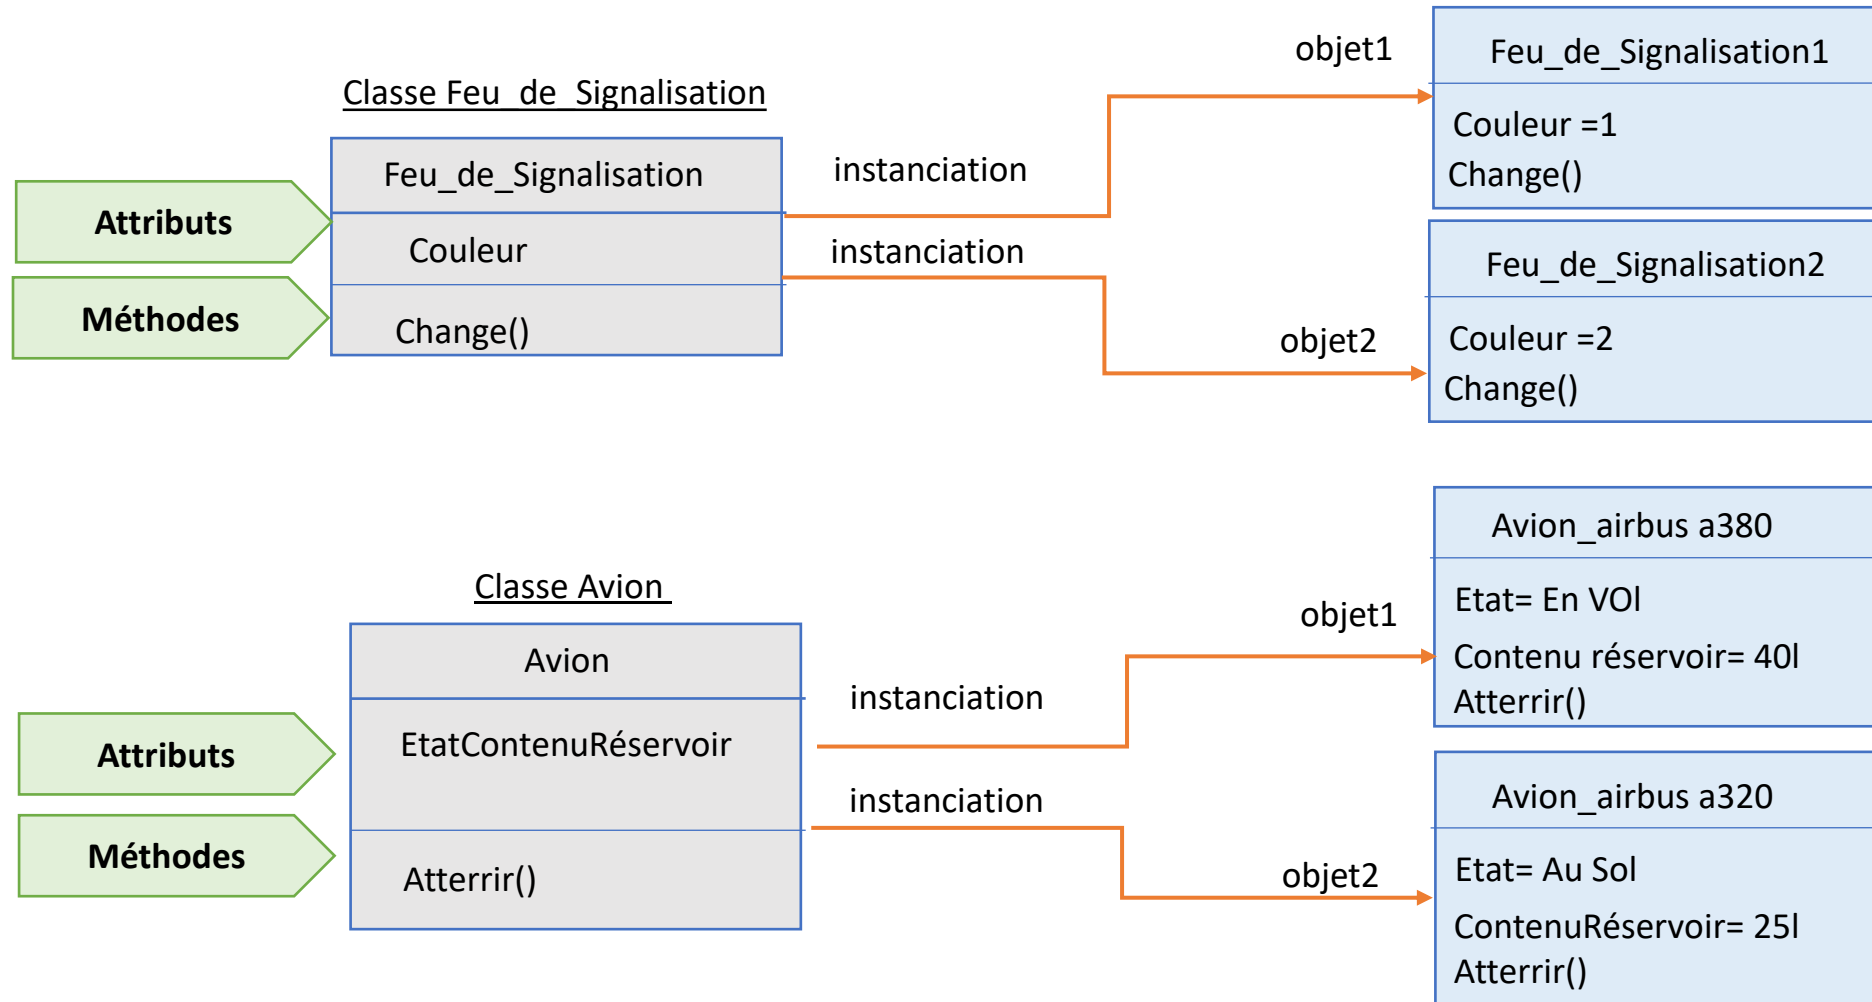 Classe Feu_de_Signalisation
Feu_de_Signalisation
Attributs
Couleur
Méthodes
Change()
instanciation
instanciation
objet1
Feu_de_Signalisation1
Couleur =1
Change()
objet2
Feu_de_Signalisation2
Couleur =2
Change()
Classe Avion
Avion
Attributs
EtatContenuRéservoir
Méthodes
Atterrir()
instanciation
instanciation
objet1
Avion_airbus a380
Etat= En VOl
Contenu réservoir= 40l
Atterrir()
objet2
Avion_airbus a320
Etat= Au Sol
ContenuRéservoir= 25l
Atterrir()